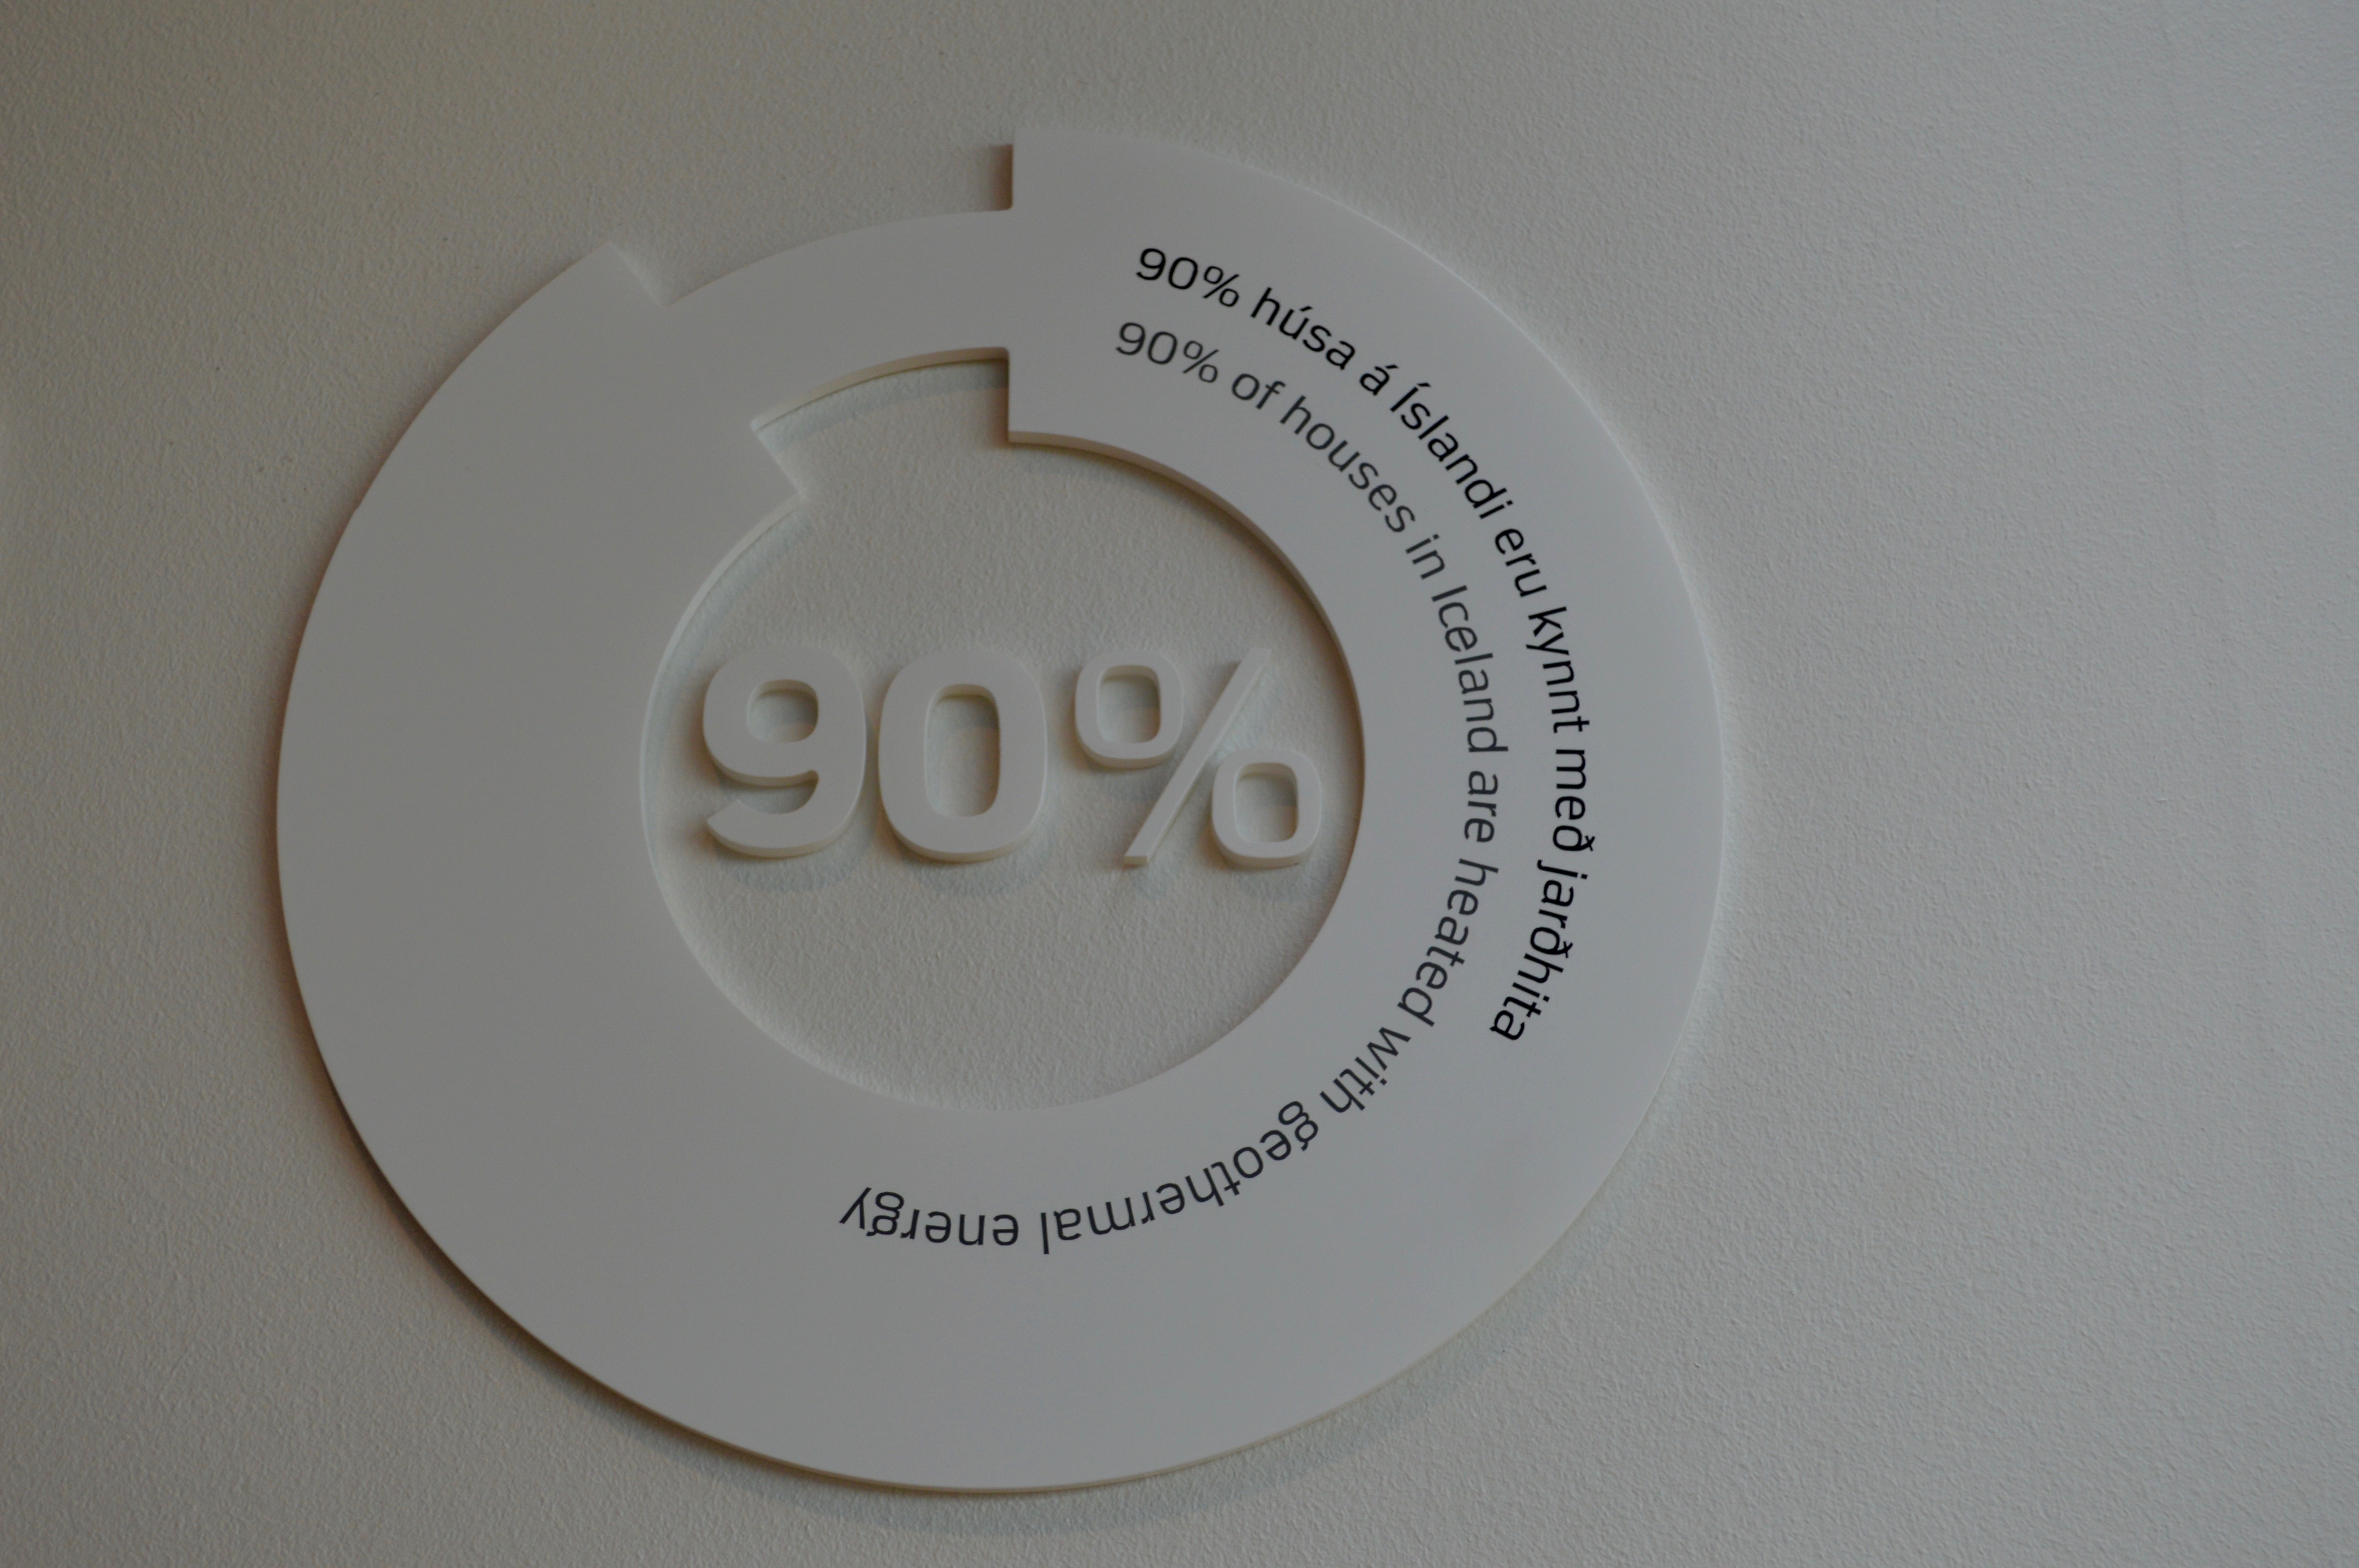 90% húsa á Íslandi eru kynnt með jarðhita
90% of houses in Iceland are heated with geothermal energy
90%